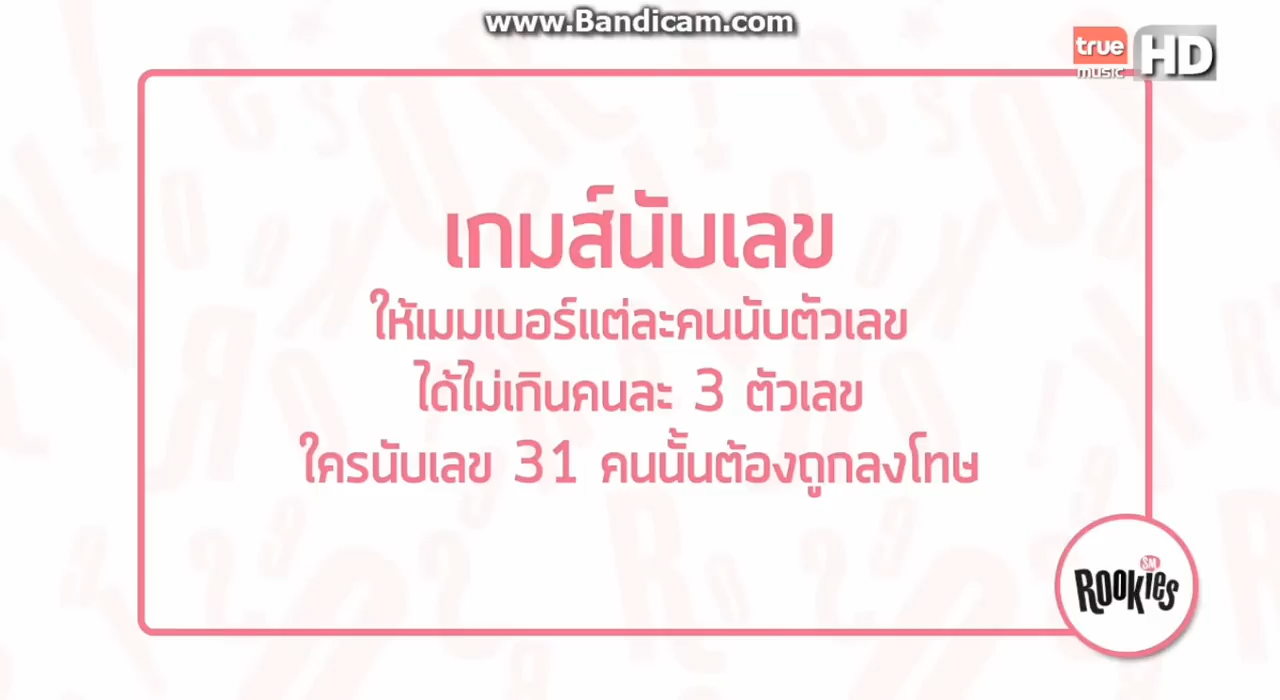 www.Bandicam.com
true music HD
เกมส์นับเลข
ให้เมมเบอร์แต่ละคนนับตัวเลข
ได้ไม่เกินคนละ 3 ตัวเลข
ใครนับเลข 31 คนนั้นต้องถูกลงโทษ
SM
ROOKIES